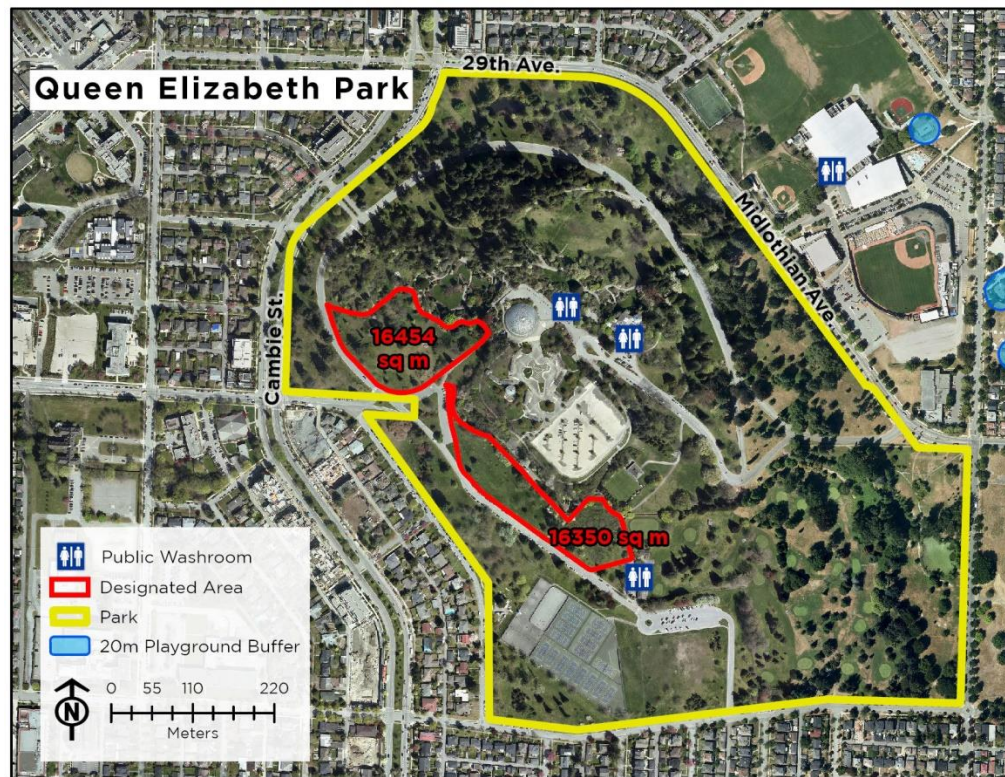 29th Ave.
Queen Elizabeth Park
Midlothian Ave.
Cambie St.
16454
sq m
16350 sq m
Public Washroom
Designated Area
Park
20m Playground Buffer
N
0 55 110 220
Meters